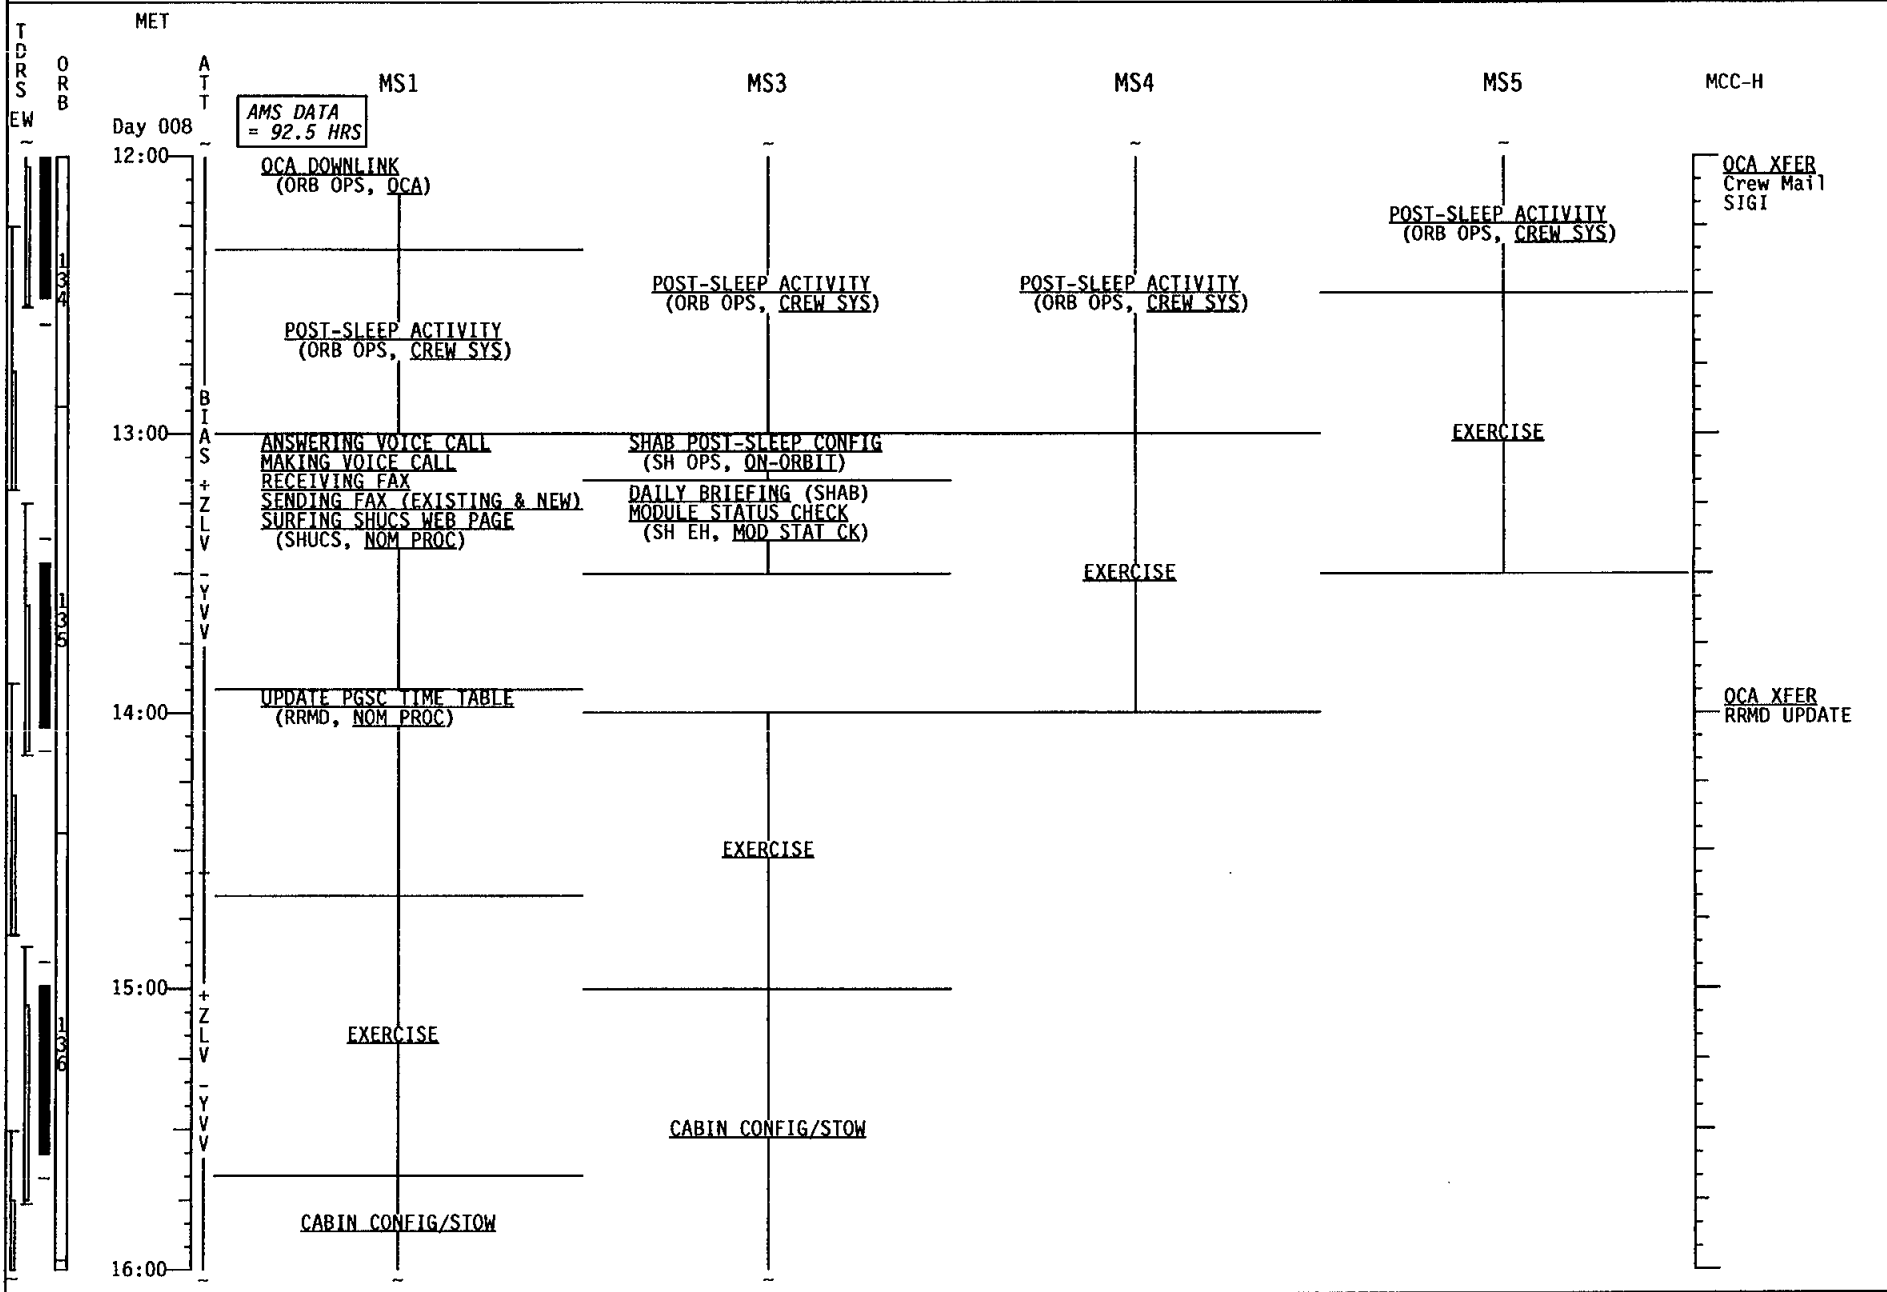 MET
TDRS
ORB
ATT
EW
MS1
MS3
MS4
MS5
MCC-H
AMS DATA
= 92.5 HRS
Day 008
12:00
OCA DOWNLINK
(ORB OPS, OCA)
OCA XFER
Crew Mail
SIGI
POST-SLEEP ACTIVITY
(ORB OPS, CREW SYS)
134
POST-SLEEP ACTIVITY
(ORB OPS, CREW SYS)
POST-SLEEP ACTIVITY
(ORB OPS, CREW SYS)
POST-SLEEP ACTIVITY
(ORB OPS, CREW SYS)
BIAS +ZLV -YVV
13:00
ANSWERING VOICE CALL
MAKING VOICE CALL
RECEIVING FAX
SENDING FAX (EXISTING & NEW)
SURFING SHUCS WEB PAGE
(SHUCS, NOM PROC)
SHAB POST-SLEEP CONFIG
(SH OPS, ON-ORBIT)
DAILY BRIEFING (SHAB)
MODULE STATUS CHECK
(SH EH, MOD STAT CK)
EXERCISE
EXERCISE
135
14:00
UPDATE PGSC TIME TABLE
(RRMD, NOM PROC)
OCA XFER
RRMD UPDATE
EXERCISE
15:00
+ZLV -YVV
136
EXERCISE
CABIN CONFIG/STOW
CABIN CONFIG/STOW
16:00